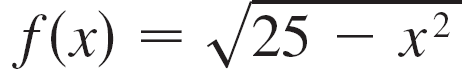 f(x) = √(25 − x²)